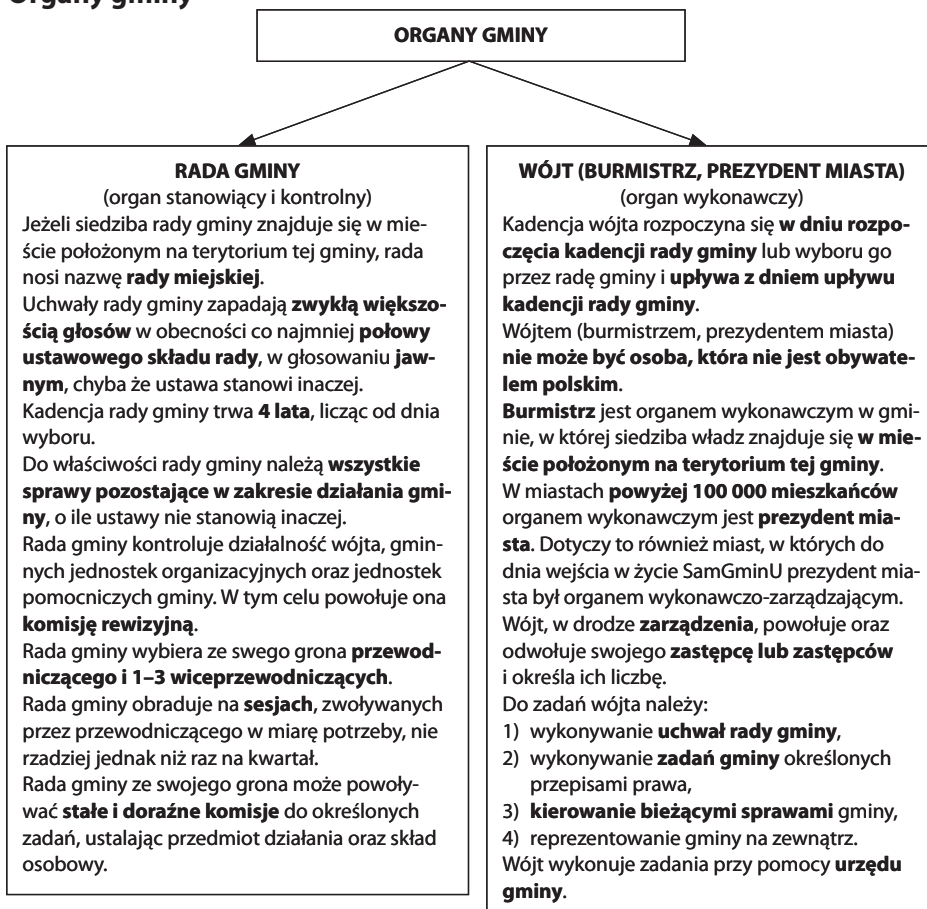 Organy gminy
ORGANY GMINY
RADA GMINY
(organ stanowiący i kontrolny)
Jeżeli siedziba rady gminy znajduje się w mie-
ście położonym na terytorium tej gminy, rada
nosi nazwę rady miejskiej.
Uchwały rady gminy zapadają zwykłą większo-
ścią głosów w obecności co najmniej połowy
ustawowego składu rady, w głosowaniu jaw-
nym, chyba że ustawa stanowi inaczej.
Kadencja rady gminy trwa 4 lata, licząc od dnia
wyboru.
Do właściwości rady gminy należą wszystkie
sprawy pozostające w zakresie działania gmi-
ny, o ile ustawy nie stanowią inaczej.
Rada gminy kontroluje działalność wójta, gmin-
nych jednostek organizacyjnych oraz jednostek
pomocniczych gminy. W tym celu powołuje ona
komisję rewizyjną.
Rada gminy wybiera ze swego grona przewod-
niczącego i 1–3 wiceprzewodniczących.
Rada gminy obraduje na sesjach, zwoływanych
przez przewodniczącego w miarę potrzeby, nie
rzadziej jednak niż raz na kwartał.
Rada gminy ze swojego grona może powoły-
wać stałe i doraźne komisje do określonych
zadań, ustalając przedmiot działania oraz skład
osobowy.
WÓJT (BURMISTRZ, PREZYDENT MIASTA)
(organ wykonawczy)
Kadencja wójta rozpoczyna się w dniu rozpo-
częcia kadencji rady gminy lub wyboru go
przez radę gminy i upływa z dniem upływu
kadencji rady gminy.
Wójtem (burmistrzem, prezydentem miasta)
nie może być osoba, która nie jest obywate-
lem polskim.
Burmistrz jest organem wykonawczym w gmi-
nie, w której siedziba władz znajduje się w mie-
ście położonym na terytorium tej gminy.
W miastach powyżej 100 000 mieszkańców
organem wykonawczym jest prezydent mia-
sta. Dotyczy to również miast, w których do
dnia wejścia w życie SamGminU prezydent mia-
sta był organem wykonawczo-zarządzającym.
Wójt, w drodze zarządzenia, powołuje oraz
odwołuje swojego zastępcę lub zastępców
i określa ich liczbę.
Do zadań wójta należy:
1) wykonywanie uchwał rady gminy,
2) wykonywanie zadań gminy określonych
przepisami prawa,
3) kierowanie bieżącymi sprawami gminy,
4) reprezentowanie gminy na zewnątrz.
Wójt wykonuje zadania przy pomocy urzędu
gminy.